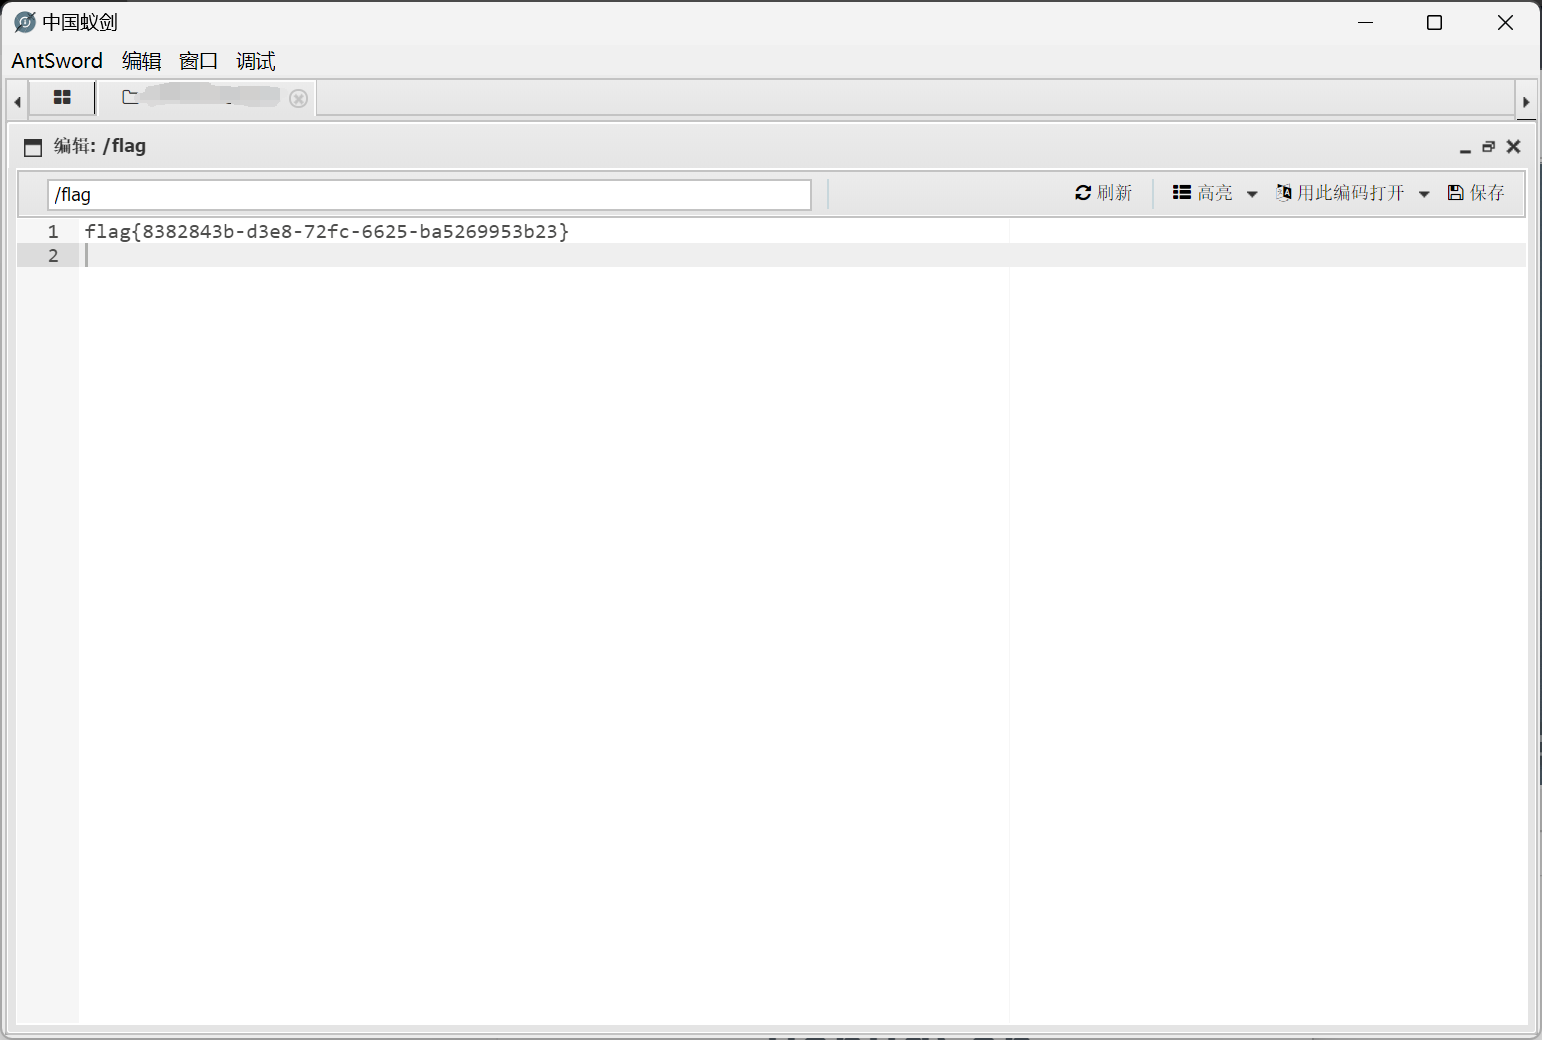 中国蚁剑
AntSword 编辑 窗口 调试
编辑: /flag
/flag 刷新 高亮 用此编码打开 保存
1 flag{8382843b-d3e8-72fc-6625-ba5269953b23}
2